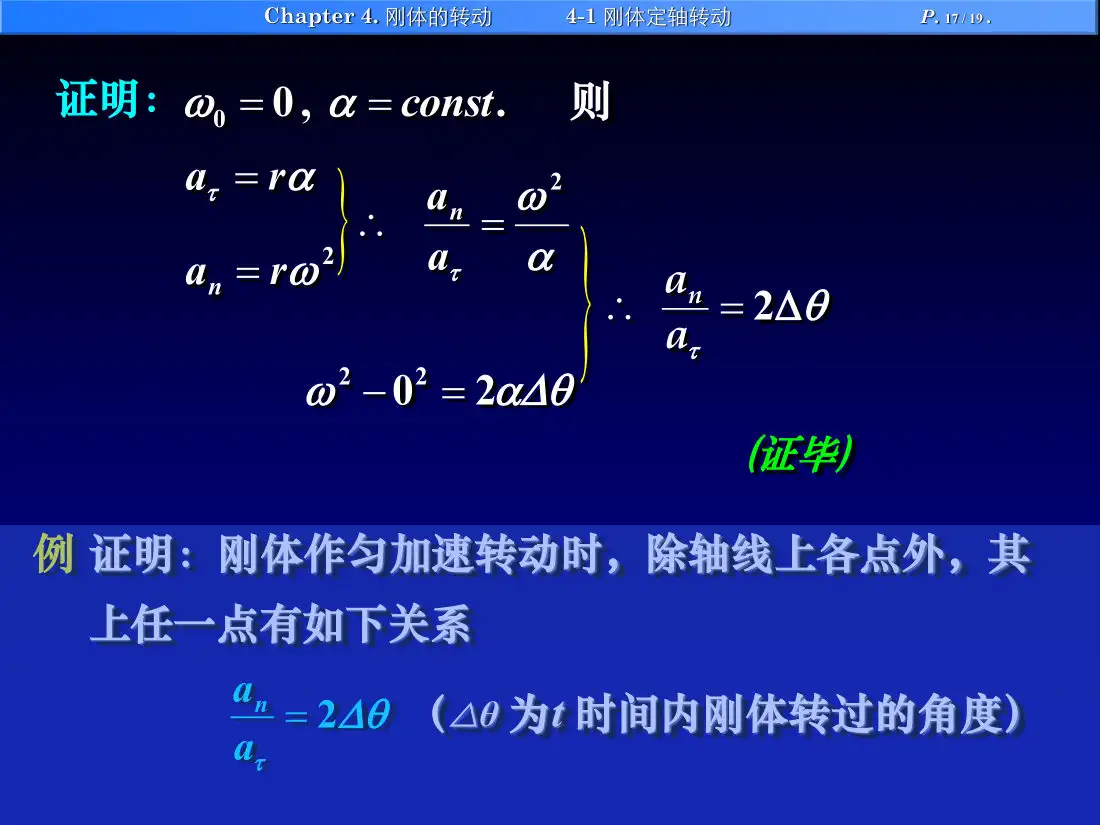 Chapter 4. 刚体的转动 4-1 刚体定轴转动 P. 17 / 19 .
证明： ω₀ = 0 , α = const. 则
a_τ = rα
a_n = rω²
∴ a_n / a_τ = ω² / α
ω² − 0² = 2αΔθ
∴ a_n / a_τ = 2Δθ
(证毕)
例 证明：刚体作匀加速转动时，除轴线上各点外，其
上任一点有如下关系
a_n / a_τ = 2Δθ （△θ 为 t 时间内刚体转过的角度）